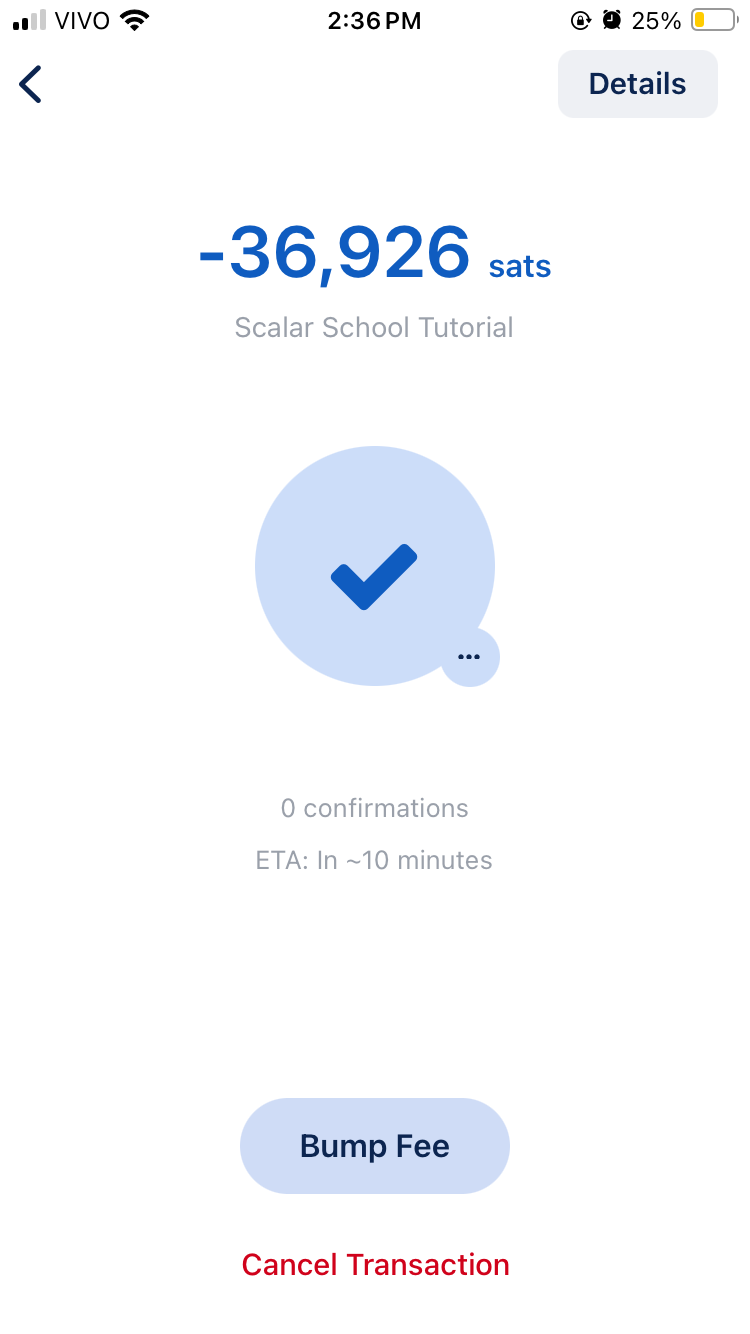 VIVO 2:36 PM 25%
Details
-36,926 sats
Scalar School Tutorial
0 confirmations
ETA: In ~10 minutes
Bump Fee
Cancel Transaction